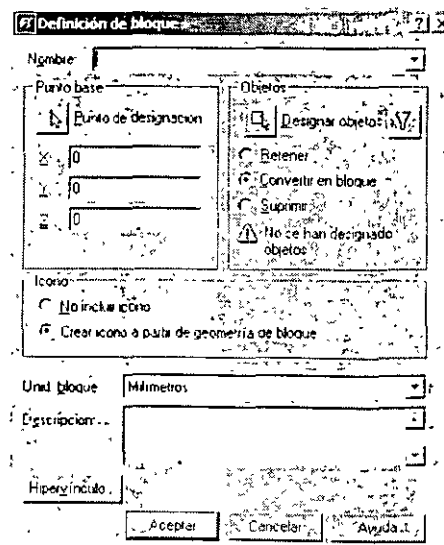 Definición de bloque
Nombre
Punto base
Punto de designación
X: 0
Y: 0
Z: 0
Objetos
Designar objetos
Retener
Convertir en bloque
Suprimir
No se han designado
objetos
Icono
No incluir icono
Crear icono a partir de geometría de bloque
Unid. bloque Milímetros
Descripción:
Hipervínculo...
Aceptar Cancelar Ayuda